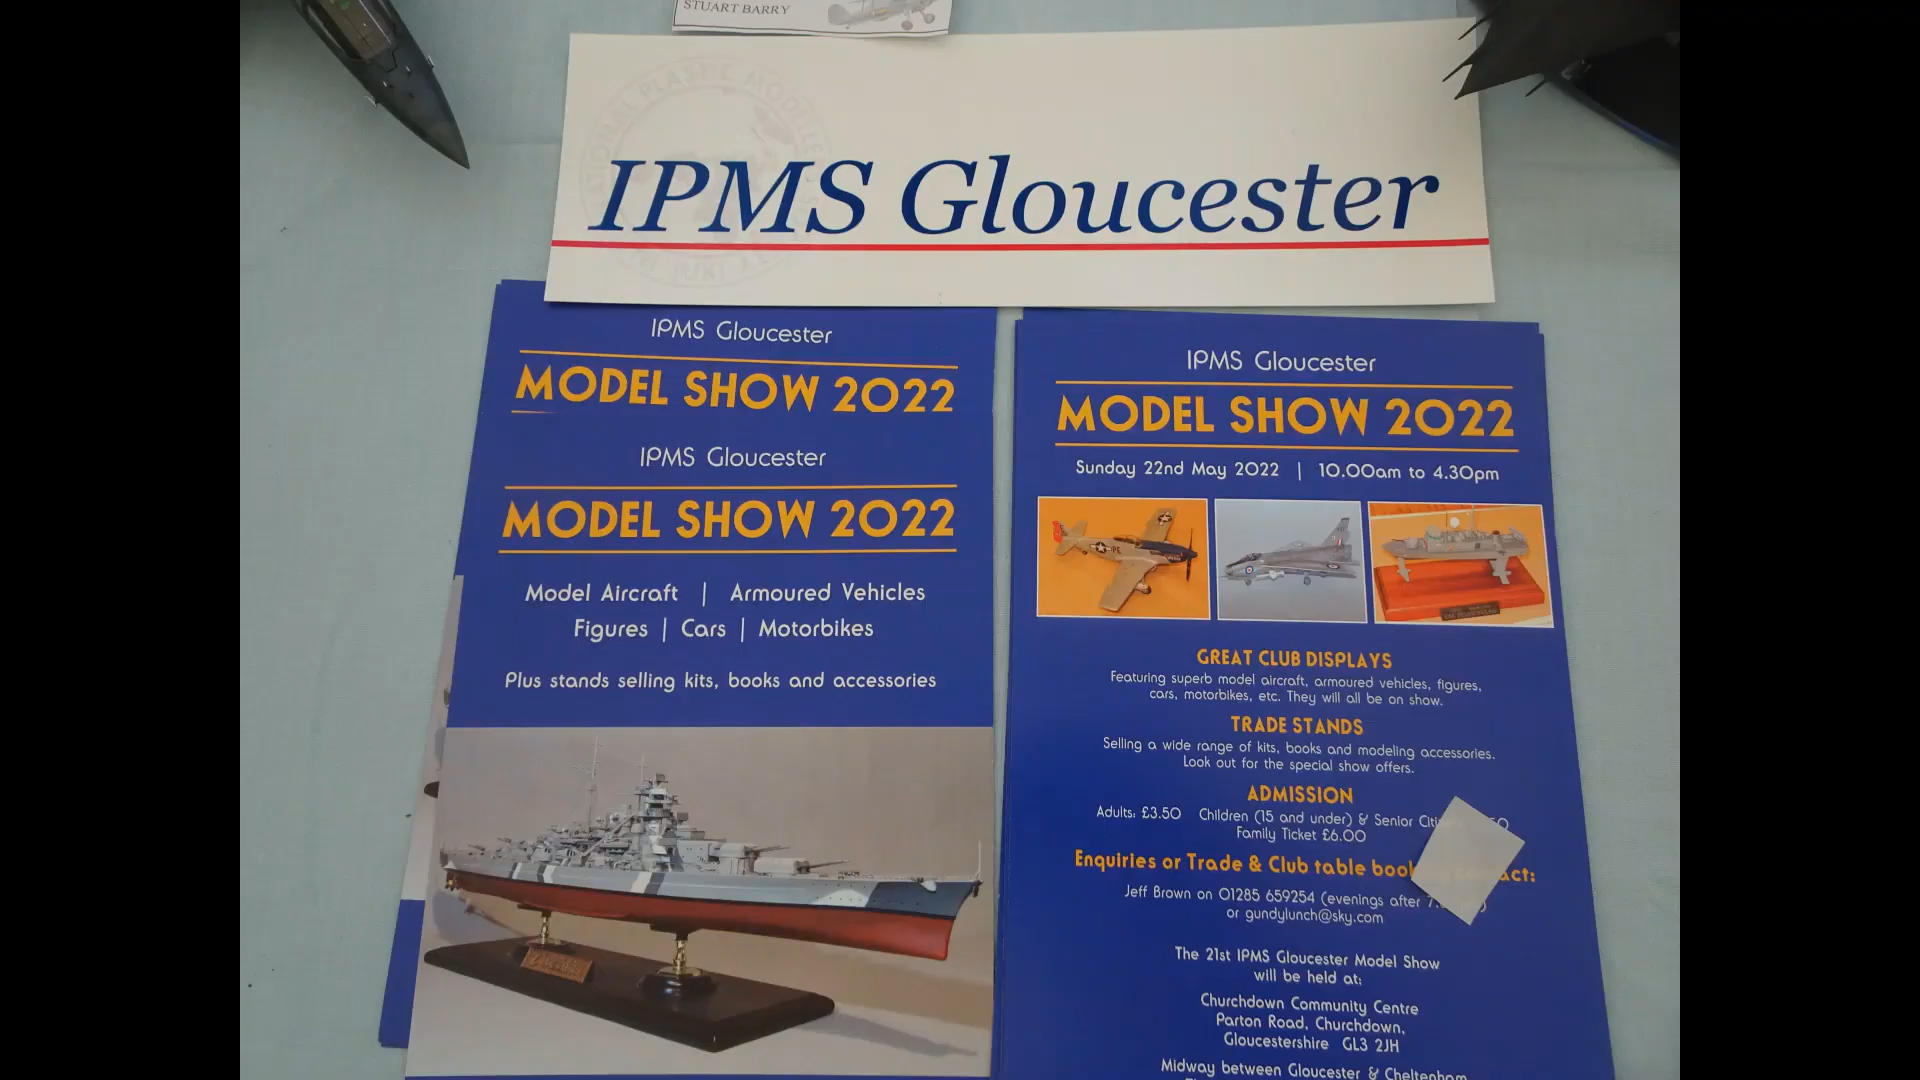 STUART BARRY
IPMS Gloucester
IPMS Gloucester
MODEL SHOW 2022
IPMS Gloucester
MODEL SHOW 2022
Model Aircraft | Armoured Vehicles
Figures | Cars | Motorbikes
Plus stands selling kits, books and accessories
IPMS Gloucester
MODEL SHOW 2022
Sunday 22nd May 2022 | 10.00am to 4.30pm
GREAT CLUB DISPLAYS
Featuring superb model aircraft, armoured vehicles, figures,
cars, motorbikes, etc. They will all be on show.
TRADE STANDS
Selling a wide range of kits, books and modeling accessories.
Look out for the special show offers.
ADMISSION
Adults: £3.50 Children (15 and under) & Senior
Family Ticket £6.00
Enquiries or Trade & Club table
Jeff Brown on 01285 659254 (evenings after
or gundylunch@sky.com
The 21st IPMS Gloucester Model Show
will be held at:
Churchdown Community Centre
Parton Road, Churchdown,
Gloucestershire GL3 2JH
Midway between Gloucester & Cheltenham